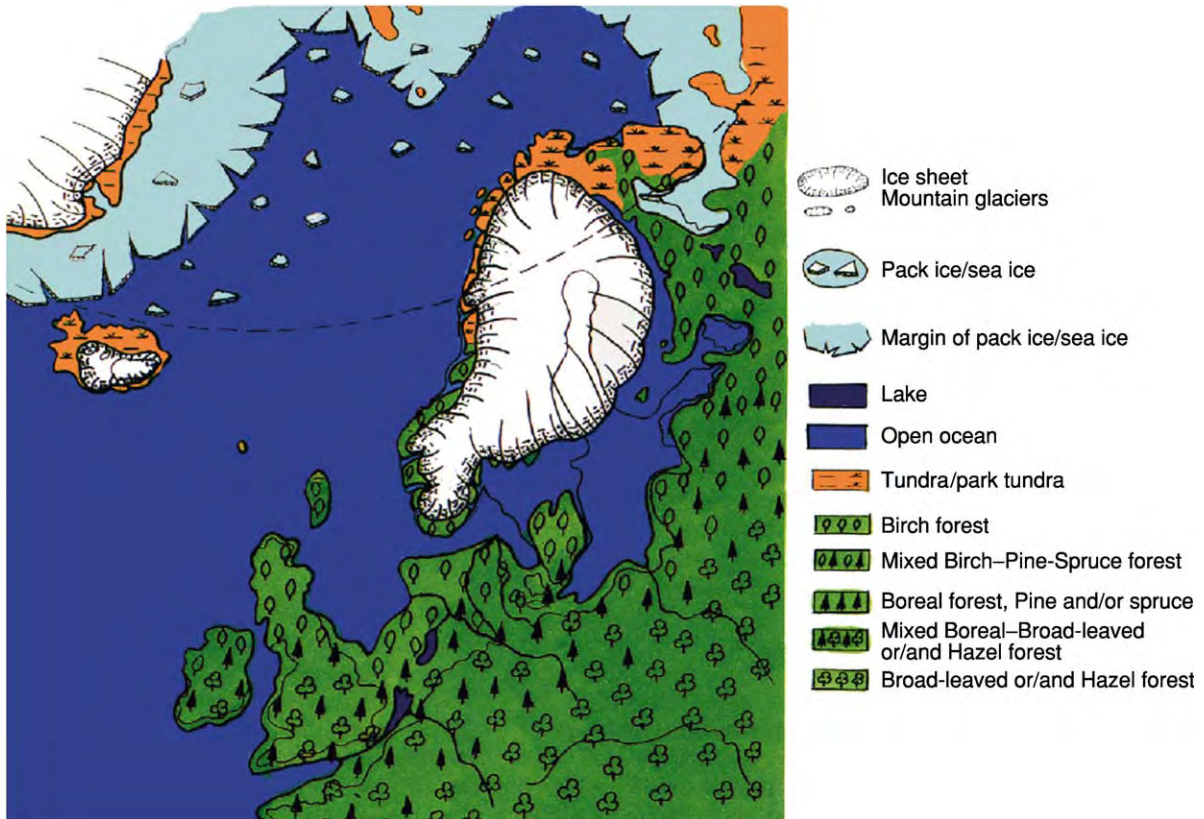 Ice sheet
Mountain glaciers
Pack ice/sea ice
Margin of pack ice/sea ice
Lake
Open ocean
Tundra/park tundra
Birch forest
Mixed Birch–Pine-Spruce forest
Boreal forest, Pine and/or spruce
Mixed Boreal–Broad-leaved
or/and Hazel forest
Broad-leaved or/and Hazel forest